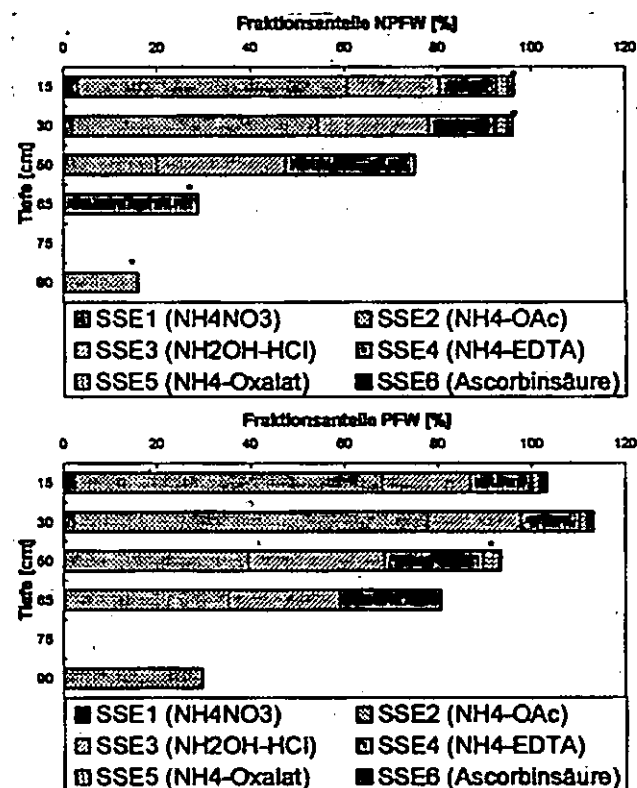 Fraktionsanteile NPFW [%]
0 20 40 60 80 100 120
Tiefe [cm]
15
30
60
65
75
90
SSE1 (NH4NO3) SSE2 (NH4-OAc)
SSE3 (NH2OH-HCl) SSE4 (NH4-EDTA)
SSE5 (NH4-Oxalat) SSE6 (Ascorbinsäure)
Fraktionsanteile PFW [%]
0 20 40 60 80 100 120
Tiefe [cm]
15
30
60
65
75
90
SSE1 (NH4NO3) SSE2 (NH4-OAc)
SSE3 (NH2OH-HCl) SSE4 (NH4-EDTA)
SSE5 (NH4-Oxalat) SSE6 (Ascorbinsäure)